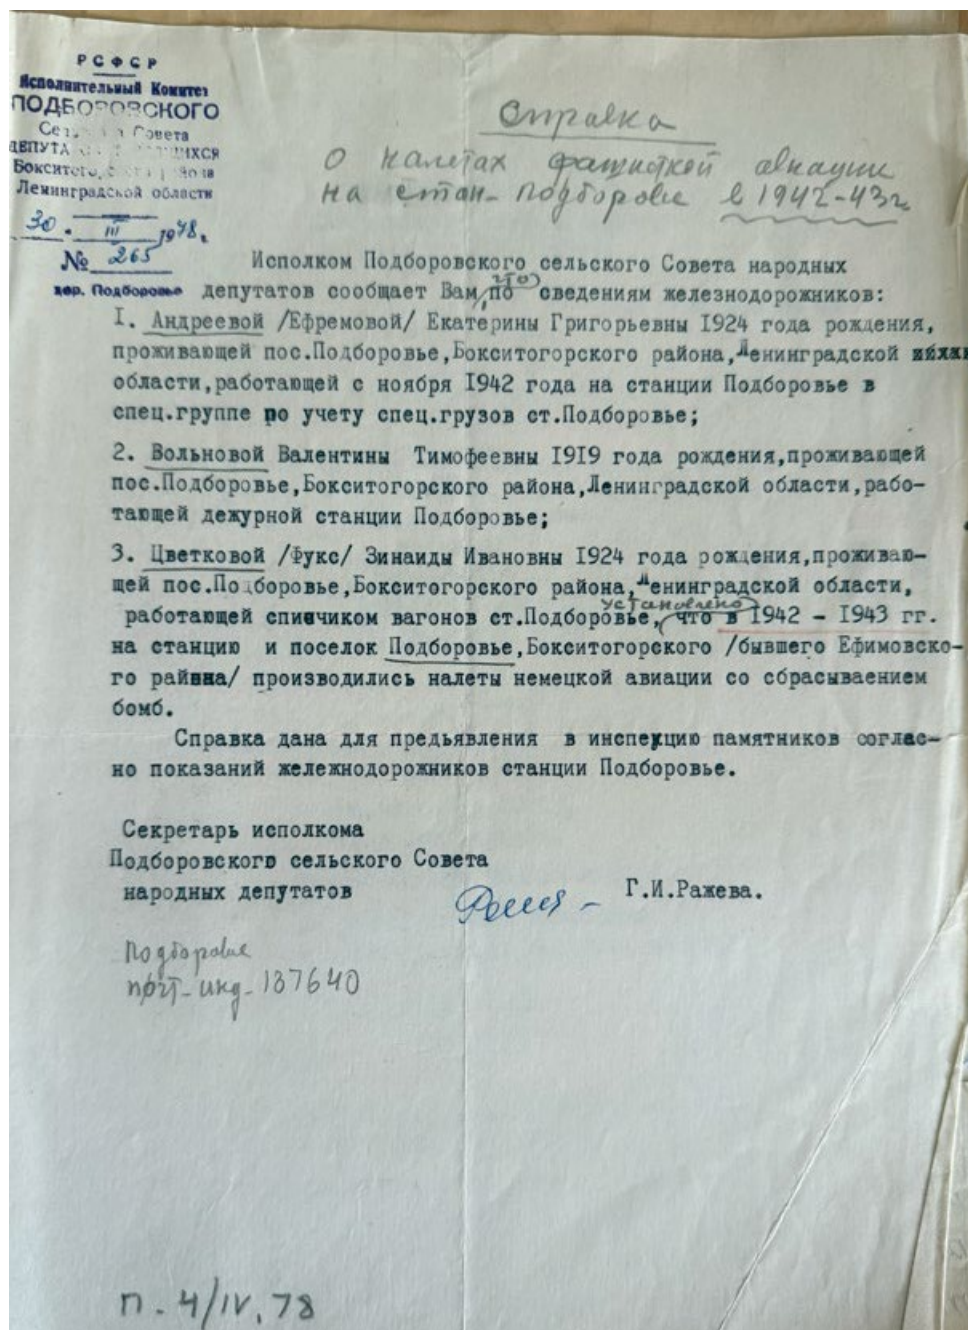 РСФСР
Исполнительный Комитет
ПОДБОРОВСКОГО
Совета
Ленинградской области
30. III 1978.
№ 265
дер. Подборовье
Справка
о налетах фашисткой авиации
на стан- Подборовье в 1942-43г
Исполком Подборовского сельского Совета народных
что
депутатов сообщает Вам, по сведениям железнодорожников:
1. Андреевой /Ефремовой/ Екатерины Григорьевны 1924 года рождения,
проживающей пос.Подборовье,Бокситогорского района,Ленинградской
области,работающей с ноября 1942 года на станции Подборовье в
спец.группе по учету спец.грузов ст.Подборовье;
2. Вольновой Валентины Тимофеевны 1919 года рождения,проживающей
пос.Подборовье,Бокситогорского района,Ленинградской области,рабо-
тающей дежурной станции Подборовье;
3. Цветковой /Фукс/ Зинаиды Ивановны 1924 года рождения,проживаю-
щей пос.Подборовье,Бокситогорского района,Ленинградской области,
установлено
работающей списчиком вагонов ст.Подборовье, что в 1942 - 1943 гг.
на станцию и поселок Подборовье,Бокситогорского /бывшего Ефимовско-
го района/ производились налеты немецкой авиации со сбрасываением
бомб.
Справка дана для предьявления в инспекцию памятников соглас-
но показаний железнодорожников станции Подборовье.
Секретарь исполкома
Подборовского сельского Совета
народных депутатов Г.И.Ражева.
Подборовье
почт-инд-187640
п. 4/IV.78